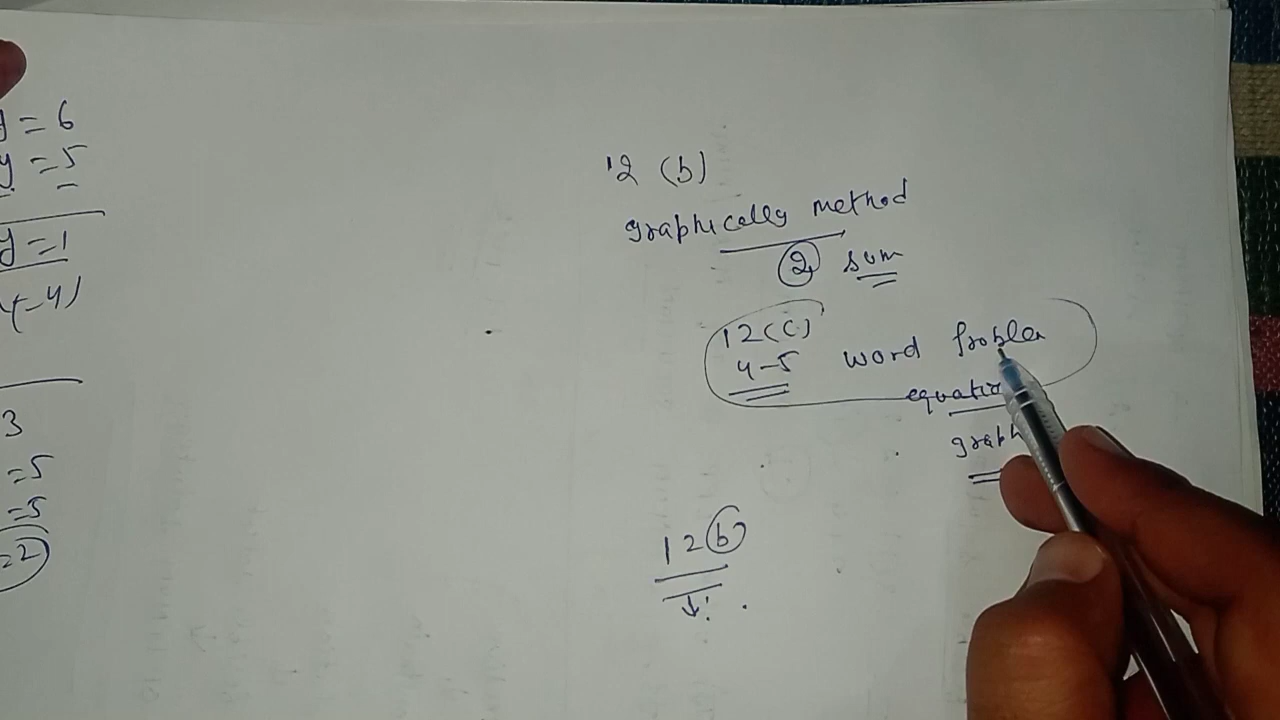 y = 6
y = 5
y = 1
3
= 5
= 5
= 2
12 (b)
graphically method
2 sum
12(c)
4-5 word problem
equatio
graph
12 b